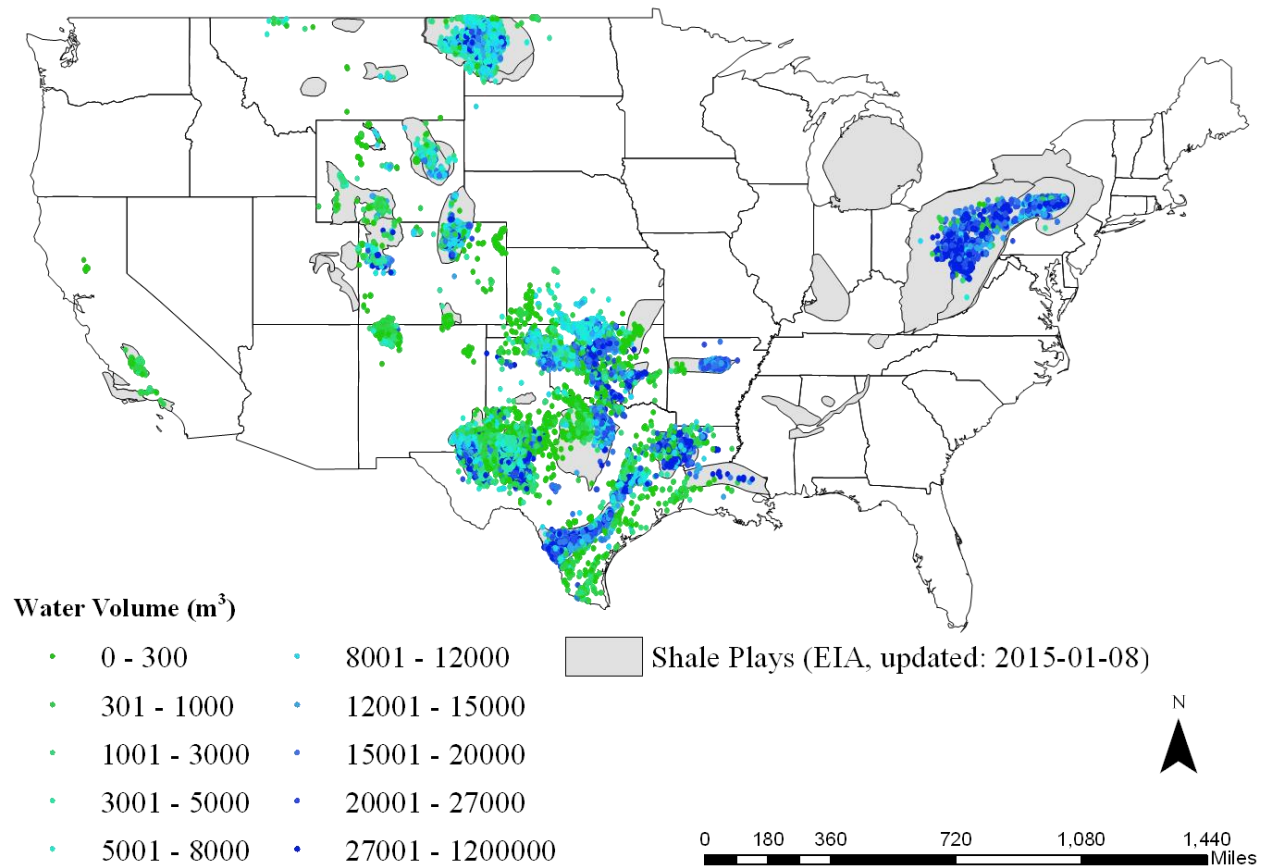 Water Volume (m³)
0 - 300
301 - 1000
1001 - 3000
3001 - 5000
5001 - 8000
8001 - 12000
12001 - 15000
15001 - 20000
20001 - 27000
27001 - 1200000
Shale Plays (EIA, updated: 2015-01-08)
N
0 180 360 720 1,080 1,440
Miles